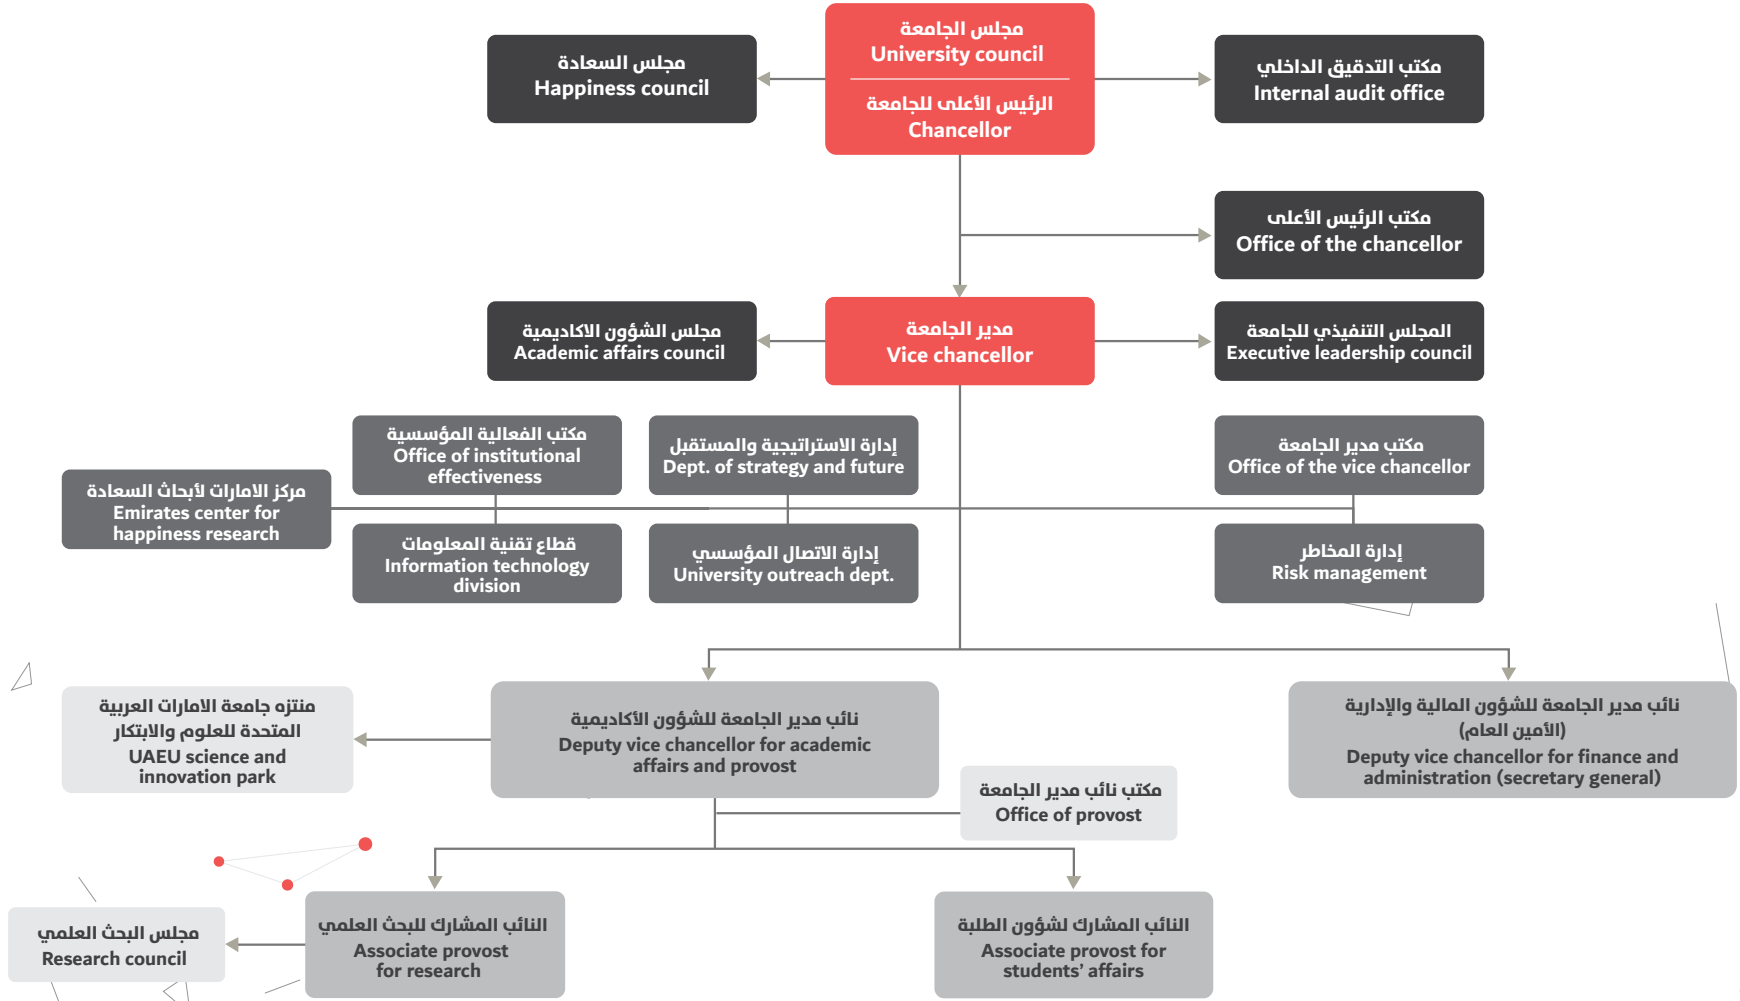 مجلس الجامعة
University council
الرئيس الأعلى للجامعة
Chancellor
مجلس السعادة
Happiness council
مكتب التدقيق الداخلي
Internal audit office
مكتب الرئيس الأعلى
Office of the chancellor
مجلس الشؤون الاكاديمية
Academic affairs council
مدير الجامعة
Vice chancellor
المجلس التنفيذي للجامعة
Executive leadership council
مكتب الفعالية المؤسسية
Office of institutional
effectiveness
إدارة الاستراتيجية والمستقبل
Dept. of strategy and future
مكتب مدير الجامعة
Office of the vice chancellor
مركز الامارات لأبحاث السعادة
Emirates center for
happiness research
قطاع تقنية المعلومات
Information technology
division
إدارة الاتصال المؤسسي
University outreach dept.
إدارة المخاطر
Risk management
منتزه جامعة الامارات العربية
المتحدة للعلوم والابتكار
UAEU science and
innovation park
نائب مدير الجامعة للشؤون الأكاديمية
Deputy vice chancellor for academic
affairs and provost
نائب مدير الجامعة للشؤون المالية والإدارية
(الأمين العام)
Deputy vice chancellor for finance and
administration (secretary general)
مكتب نائب مدير الجامعة
Office of provost
مجلس البحث العلمي
Research council
النائب المشارك للبحث العلمي
Associate provost
for research
النائب المشارك لشؤون الطلبة
Associate provost for
students’ affairs